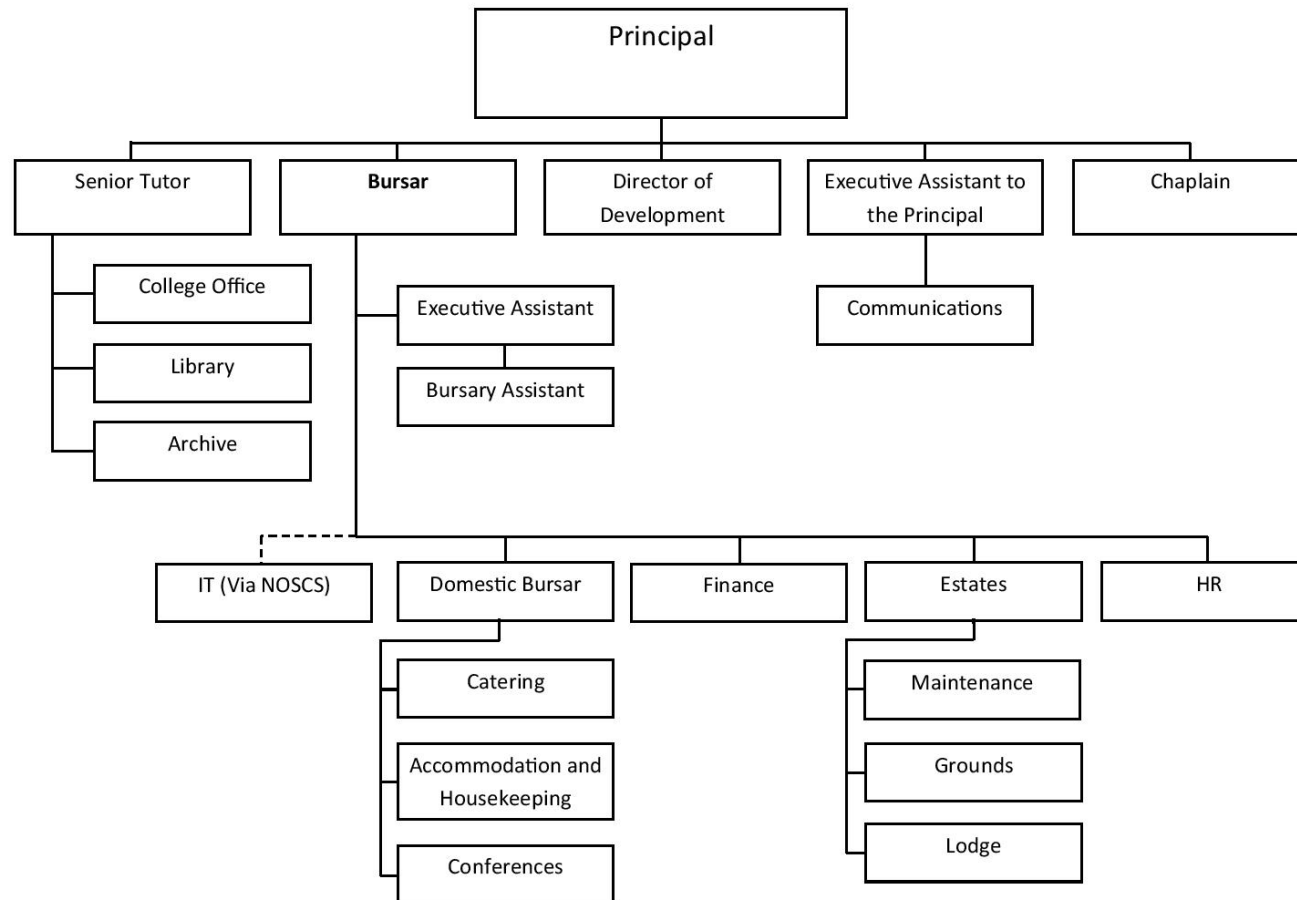 Principal
Senior Tutor
Bursar
Director of
Development
Executive Assistant to
the Principal
Chaplain
College Office
Library
Archive
Executive Assistant
Bursary Assistant
Communications
IT (Via NOSCS)
Domestic Bursar
Finance
Estates
HR
Catering
Accommodation and
Housekeeping
Conferences
Maintenance
Grounds
Lodge